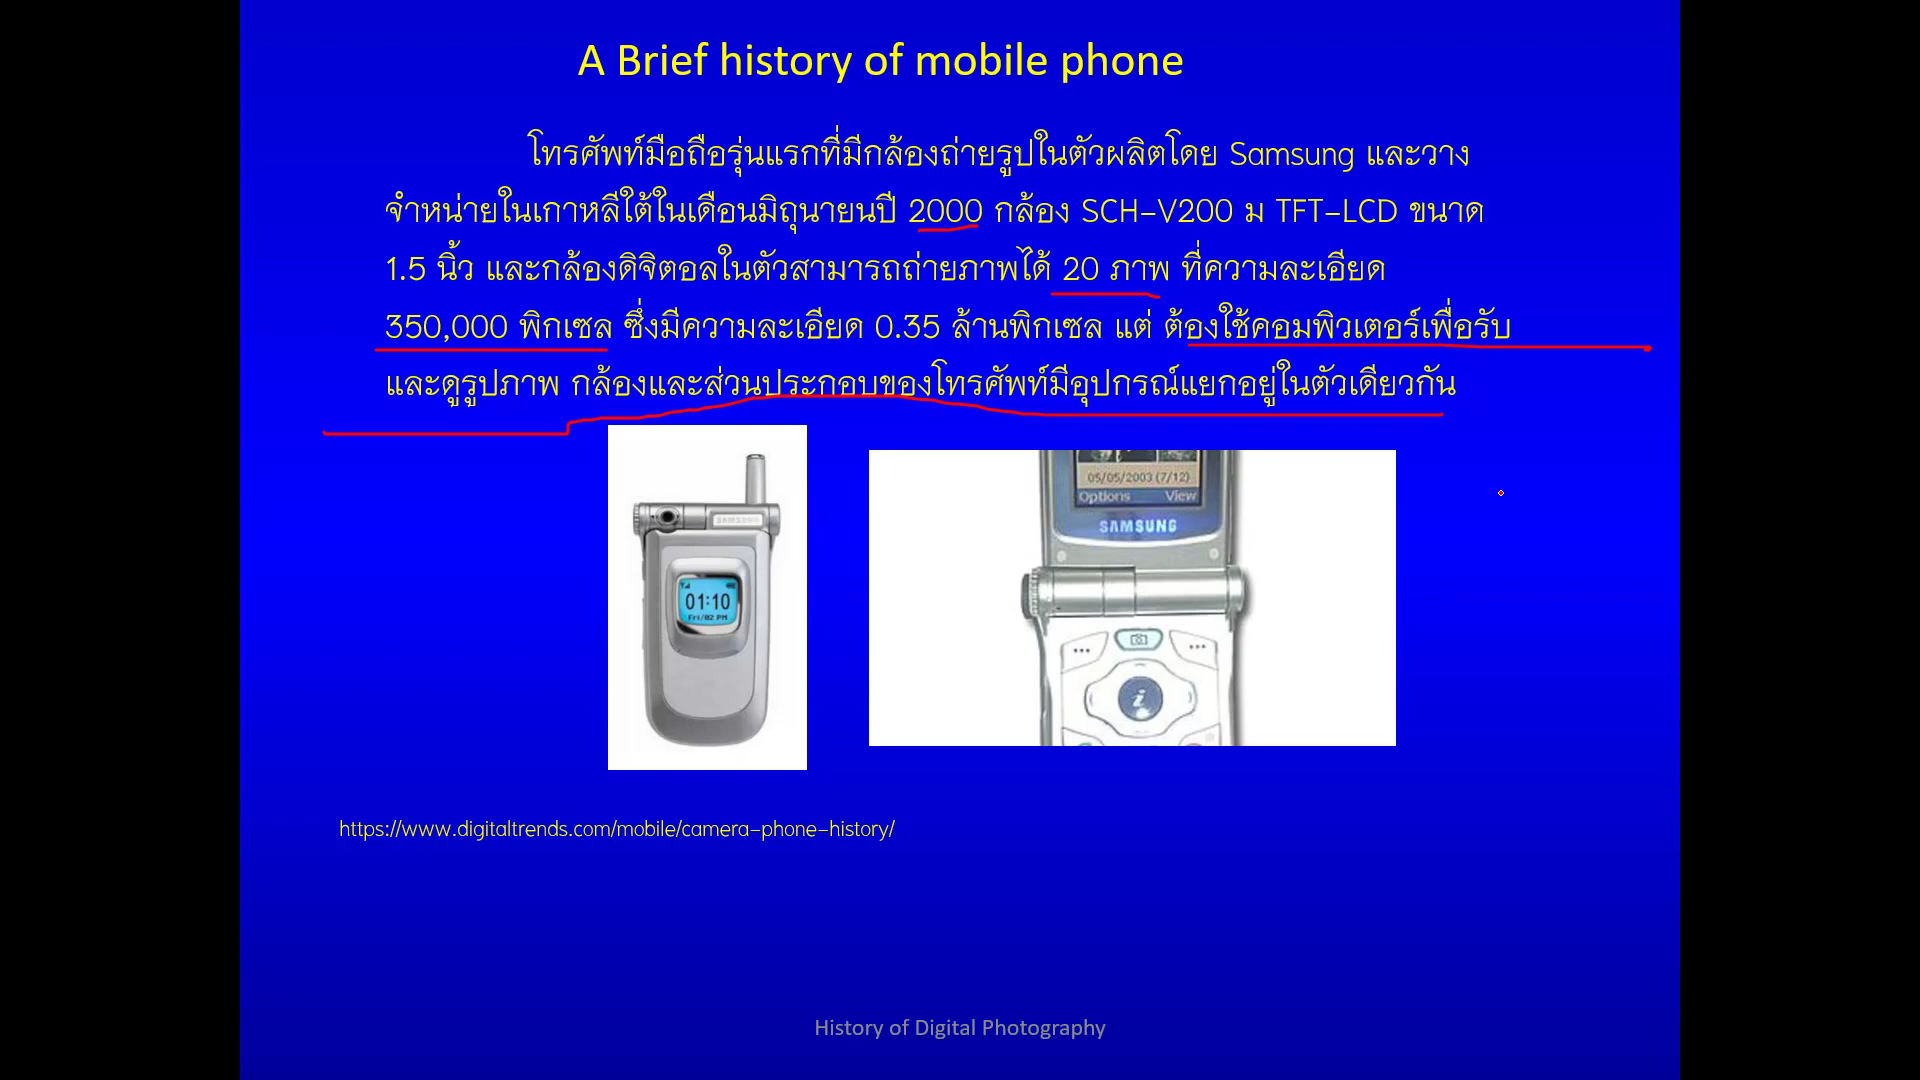 A Brief history of mobile phone
โทรศัพท์มือถือรุ่นแรกที่มีกล้องถ่ายรูปในตัวผลิตโดย Samsung และวาง
จำหน่ายในเกาหลีใต้ในเดือนมิถุนายนปี 2000 กล้อง SCH-V200 ม TFT-LCD ขนาด
1.5 นิ้ว และกล้องดิจิตอลในตัวสามารถถ่ายภาพได้ 20 ภาพ ที่ความละเอียด
350,000 พิกเซล ซึ่งมีความละเอียด 0.35 ล้านพิกเซล แต่ ต้องใช้คอมพิวเตอร์เพื่อรับ
และดูรูปภาพ กล้องและส่วนประกอบของโทรศัพท์มีอุปกรณ์แยกอยู่ในตัวเดียวกัน
SAMSUNG
01:10
Fri/02 PM
05/05/2003 (7/12)
Options View
SAMSUNG
https://www.digitaltrends.com/mobile/camera-phone-history/
History of Digital Photography